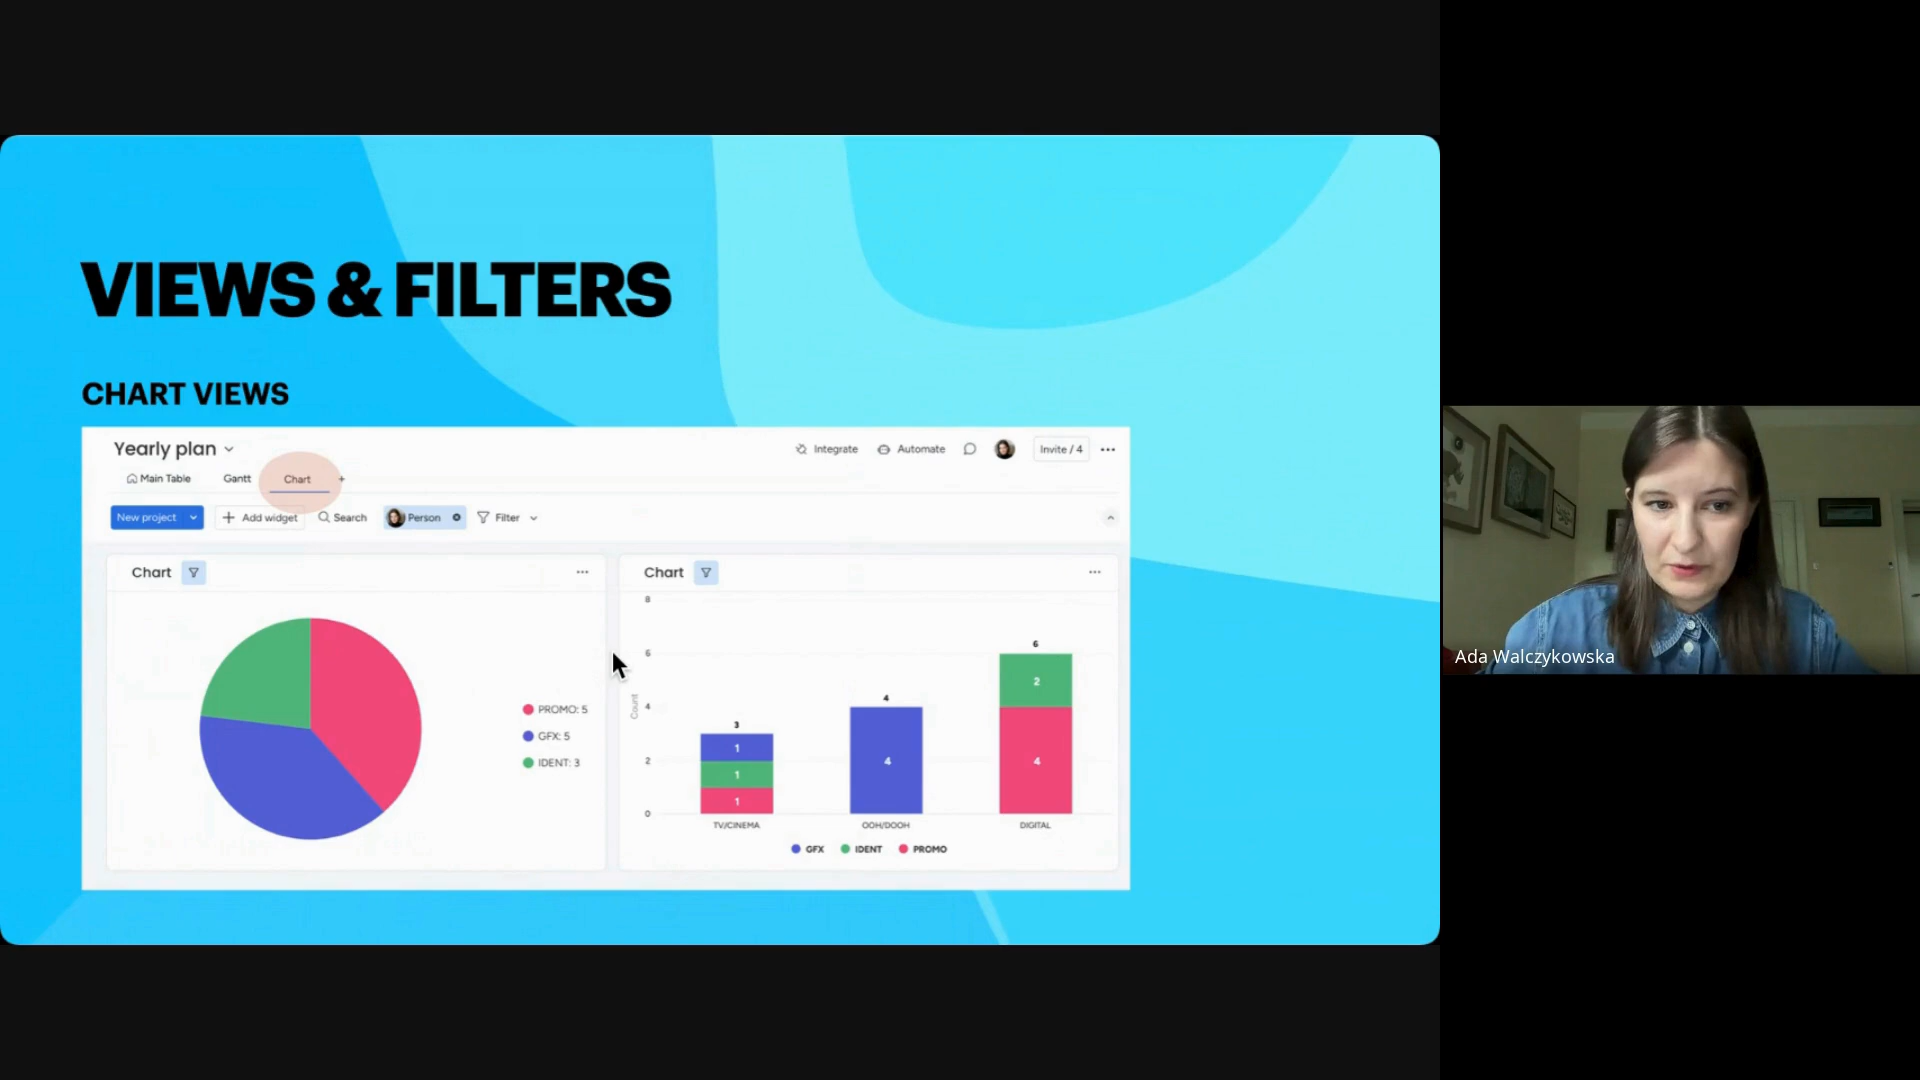 VIEWS & FILTERS
CHART VIEWS
Yearly plan
Integrate
Automate
Invite / 4
Main Table
Gantt
Chart
+
New project
+ Add widget
Search
Person
Filter
Chart
PROMO: 5
GFX: 5
IDENT: 3
Chart
8
6
4
2
0
Count
3
1
1
1
4
4
6
2
4
TV/CINEMA
OOH/DOOH
DIGITAL
GFX
IDENT
PROMO
Ada Walczykowska